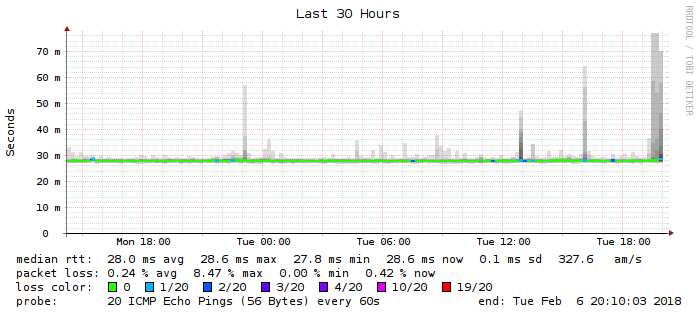 Last 30 Hours
RRDTOOL / TOBI OETIKER
Seconds
70 m
60 m
50 m
40 m
30 m
20 m
10 m
0
Mon 18:00 Tue 00:00 Tue 06:00 Tue 12:00 Tue 18:00
median rtt: 28.0 ms avg 28.6 ms max 27.8 ms min 28.6 ms now 0.1 ms sd 327.6 am/s
packet loss: 0.24 % avg 8.47 % max 0.00 % min 0.42 % now
loss color: 0 1/20 2/20 3/20 4/20 10/20 19/20
probe: 20 ICMP Echo Pings (56 Bytes) every 60s end: Tue Feb 6 20:10:03 2018